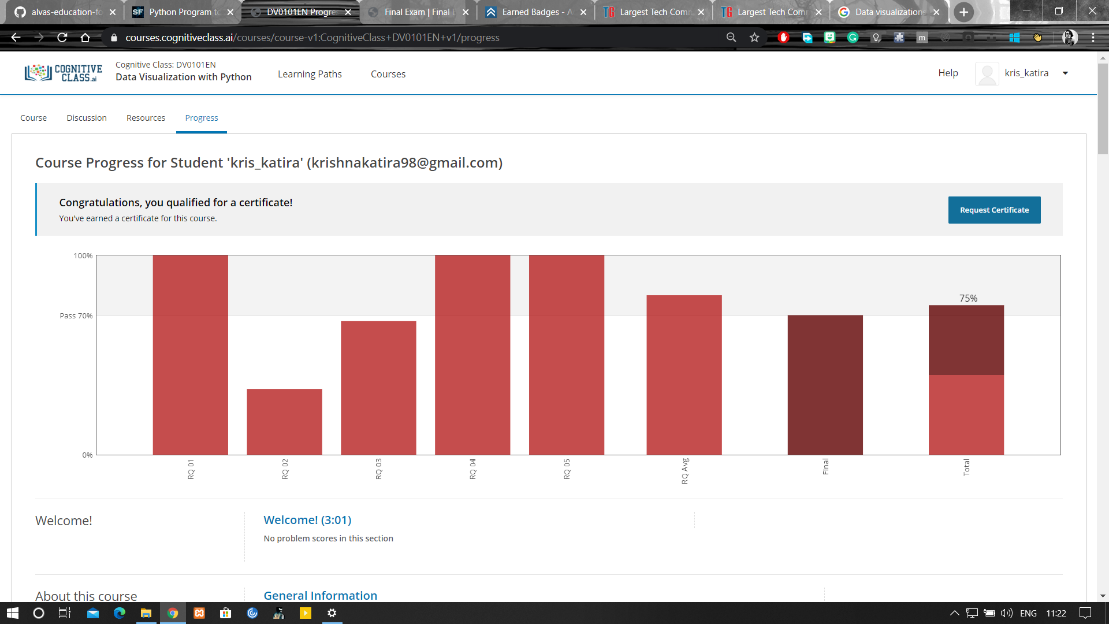 alvas-education-fo
Python Program to
DV0101EN Progre
Final Exam | Final
Earned Badges - A
Largest Tech Com
Largest Tech Com
Data visualization
courses.cognitiveclass.ai/courses/course-v1:CognitiveClass+DV0101EN+v1/progress
COGNITIVE
CLASS.ai
Cognitive Class: DV0101EN
Data Visualization with Python
Learning Paths
Courses
Help
kris_katira
Course
Discussion
Resources
Progress
Course Progress for Student 'kris_katira' (krishnakatira98@gmail.com)
Congratulations, you qualified for a certificate!
You've earned a certificate for this course.
Request Certificate
100%
Pass 70%
0%
75%
RQ 01
RQ 02
RQ 03
RQ 04
RQ 05
RQ Avg
Final
Total
Welcome!
Welcome! (3:01)
No problem scores in this section
About this course
General Information
ENG
11:22